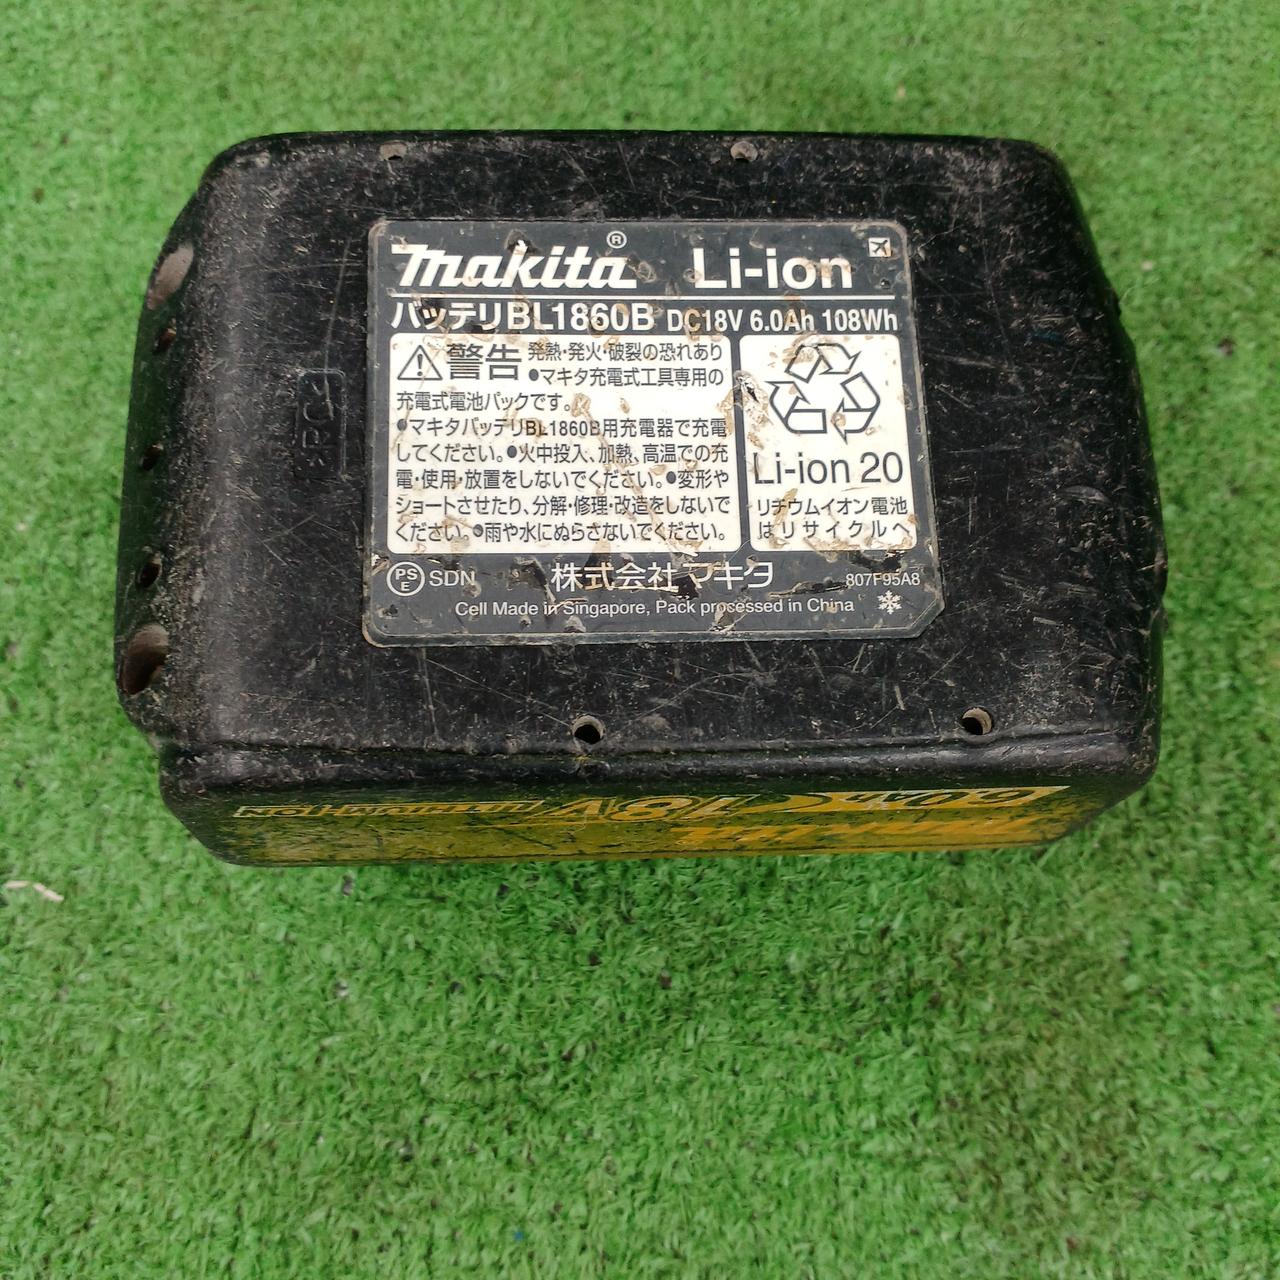 makita® Li-ion
バッテリBL1860B DC18V 6.0Ah 108Wh
警告 発熱・発火・破裂の恐れあり
●マキタ充電式工具専用の
充電式電池パックです。
●マキタバッテリBL1860B用充電器で充電
してください。●火中投入、加熱、高温での充
電・使用・放置をしないでください。●変形や
ショートさせたり、分解・修理・改造をしないで
ください。●雨や水にぬらさないでください。
Li-ion 20
リチウムイオン電池
はリサイクルへ
PS
E
SDN 株式会社マキタ 807F95A8
Cell Made in Singapore, Pack processed in China
6.0Ah 18V LITHIUM-ION
makita